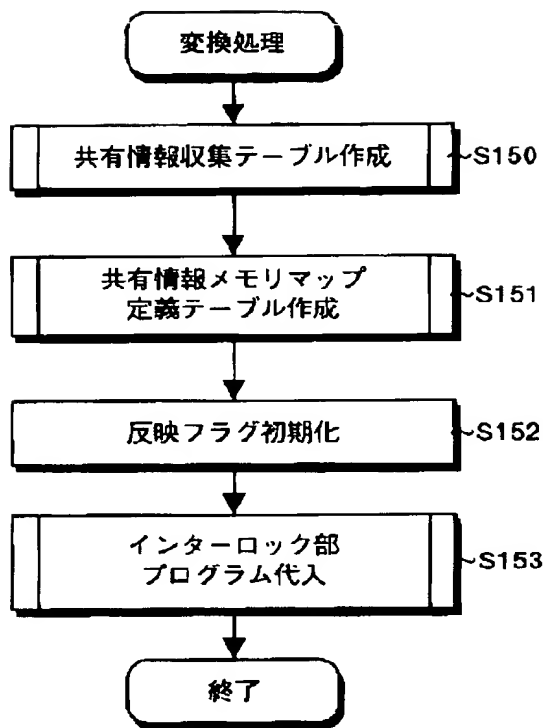 変換処理
共有情報収集テーブル作成
S150
共有情報メモリマップ
定義テーブル作成
S151
反映フラグ初期化
S152
インターロック部
プログラム代入
S153
終了